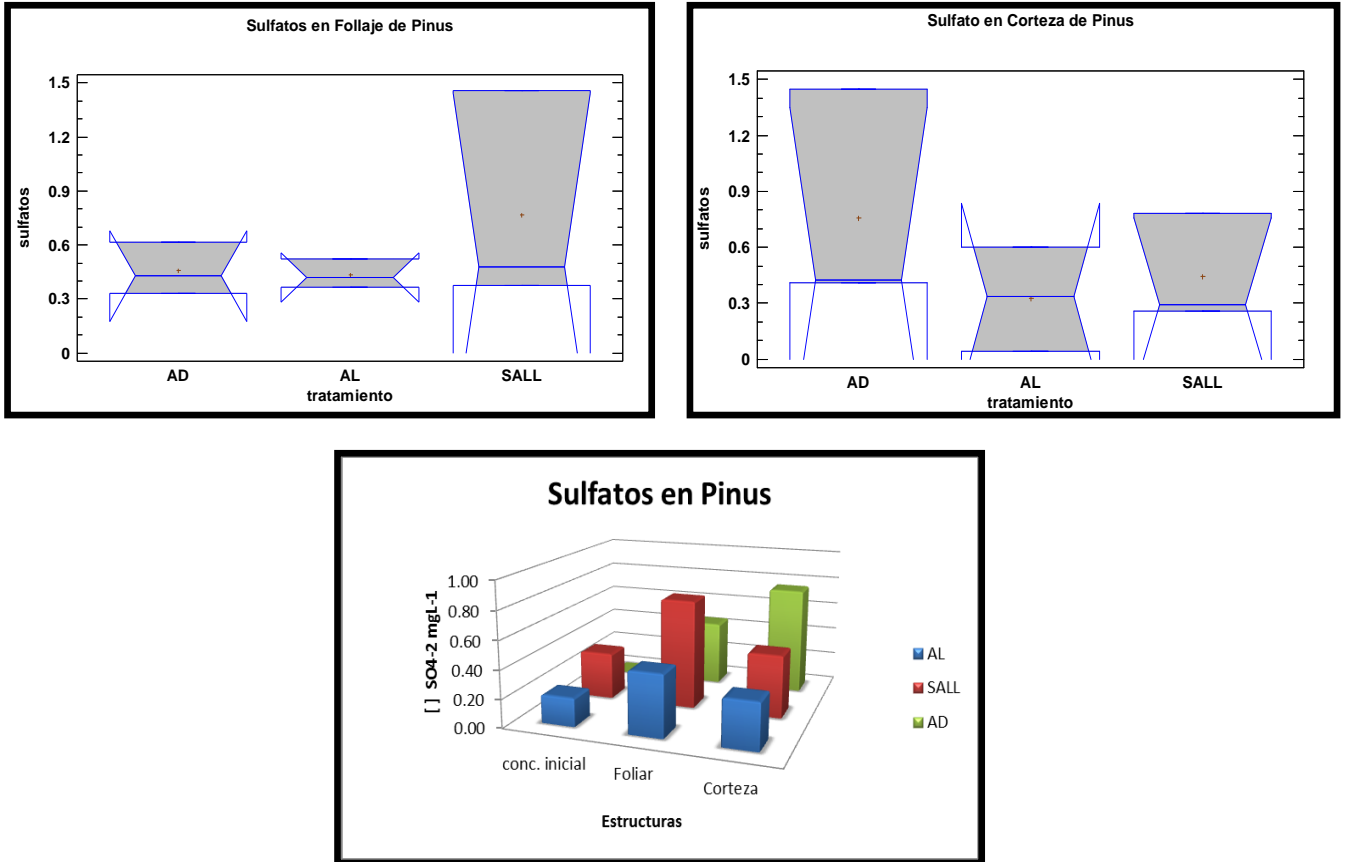 Sulfatos en Follaje de Pinus
sulfatos
1.5
1.2
0.9
0.6
0.3
0
AD AL SALL
tratamiento
Sulfato en Corteza de Pinus
sulfatos
1.5
1.2
0.9
0.6
0.3
0
AD AL SALL
tratamiento
Sulfatos en Pinus
[ ] SO4-2 mgL-1
1.00
0.80
0.60
0.40
0.20
0.00
conc. inicial
Foliar
Corteza
Estructuras
AL
SALL
AD